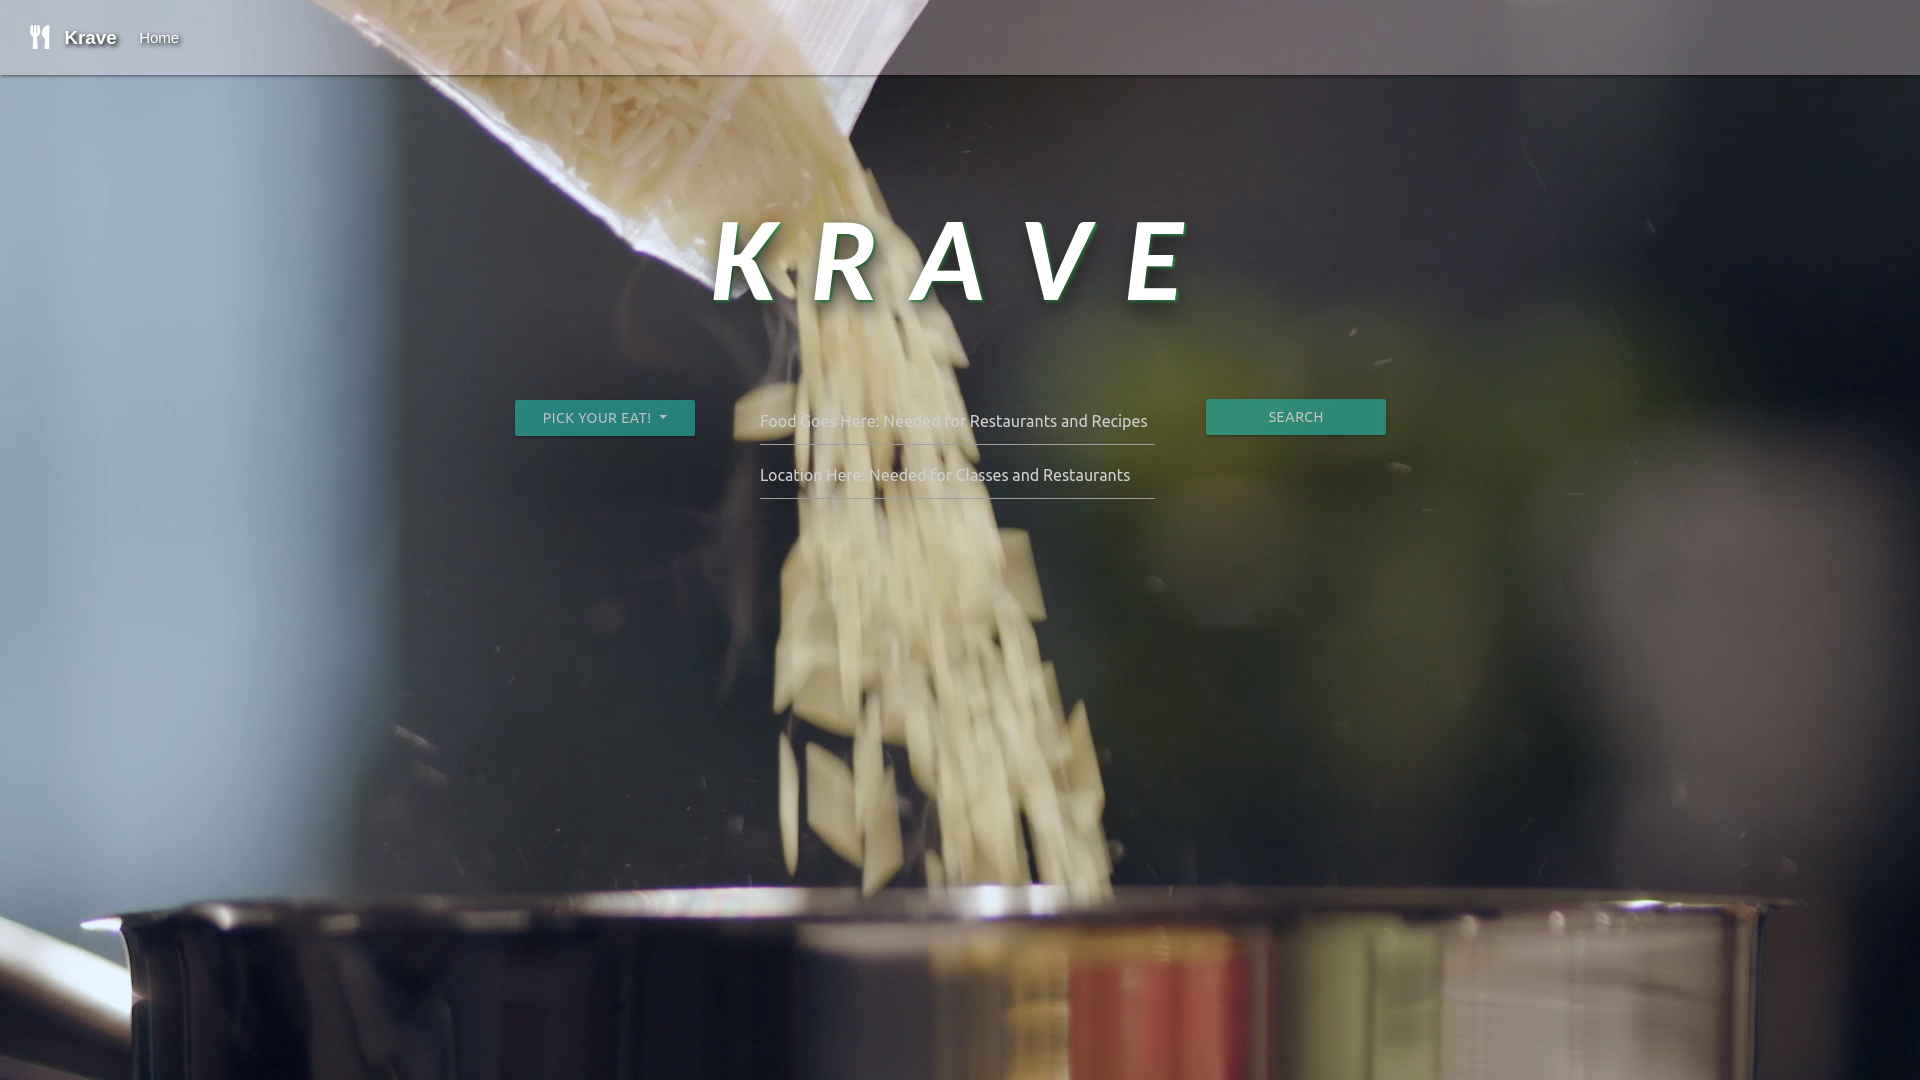 Krave Home
KRAVE
PICK YOUR EAT!
Food Goes Here: Needed for Restaurants and Recipes
SEARCH
Location Here: Needed for Classes and Restaurants